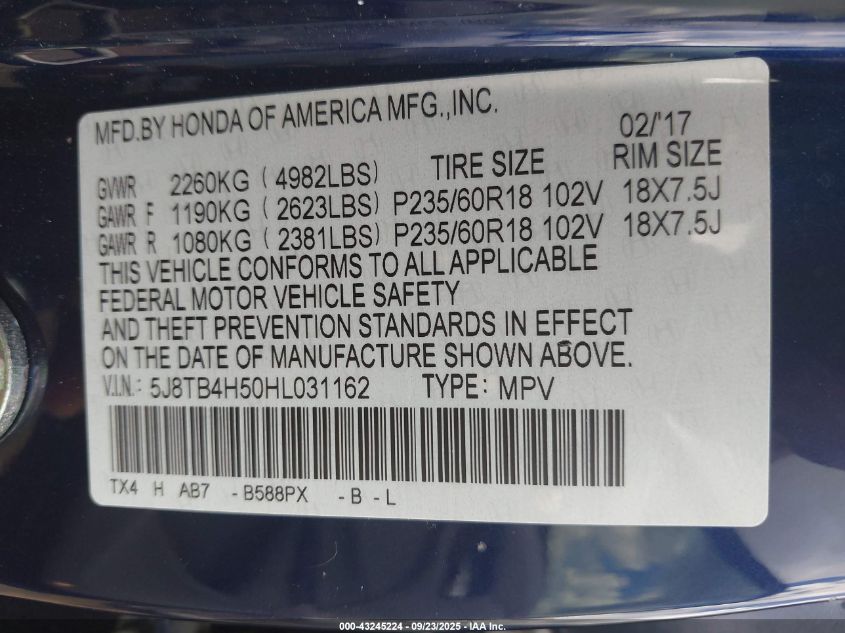 MFD.BY HONDA OF AMERICA MFG.,INC.
02/'17
GVWR 2260KG ( 4982LBS) TIRE SIZE RIM SIZE
GAWR F 1190KG ( 2623LBS) P235/60R18 102V 18X7.5J
GAWR R 1080KG ( 2381LBS) P235/60R18 102V 18X7.5J
THIS VEHICLE CONFORMS TO ALL APPLICABLE
FEDERAL MOTOR VEHICLE SAFETY
AND THEFT PREVENTION STANDARDS IN EFFECT
ON THE DATE OF MANUFACTURE SHOWN ABOVE.
V.I.N.: 5J8TB4H50HL031162 TYPE: MPV
TX4 H AB7 -B588PX -B -L
000-43245224 - 09/23/2025 - IAA Inc.